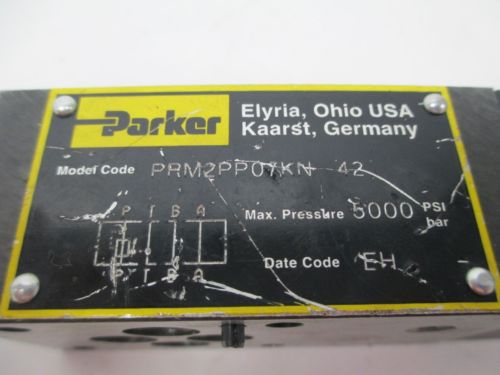 Parker
Elyria, Ohio USA
Kaarst, Germany
Model Code PRM2PP07KN 42
P T B A
Max. Pressure 5000 PSI
bar
P T B A
Date Code EH